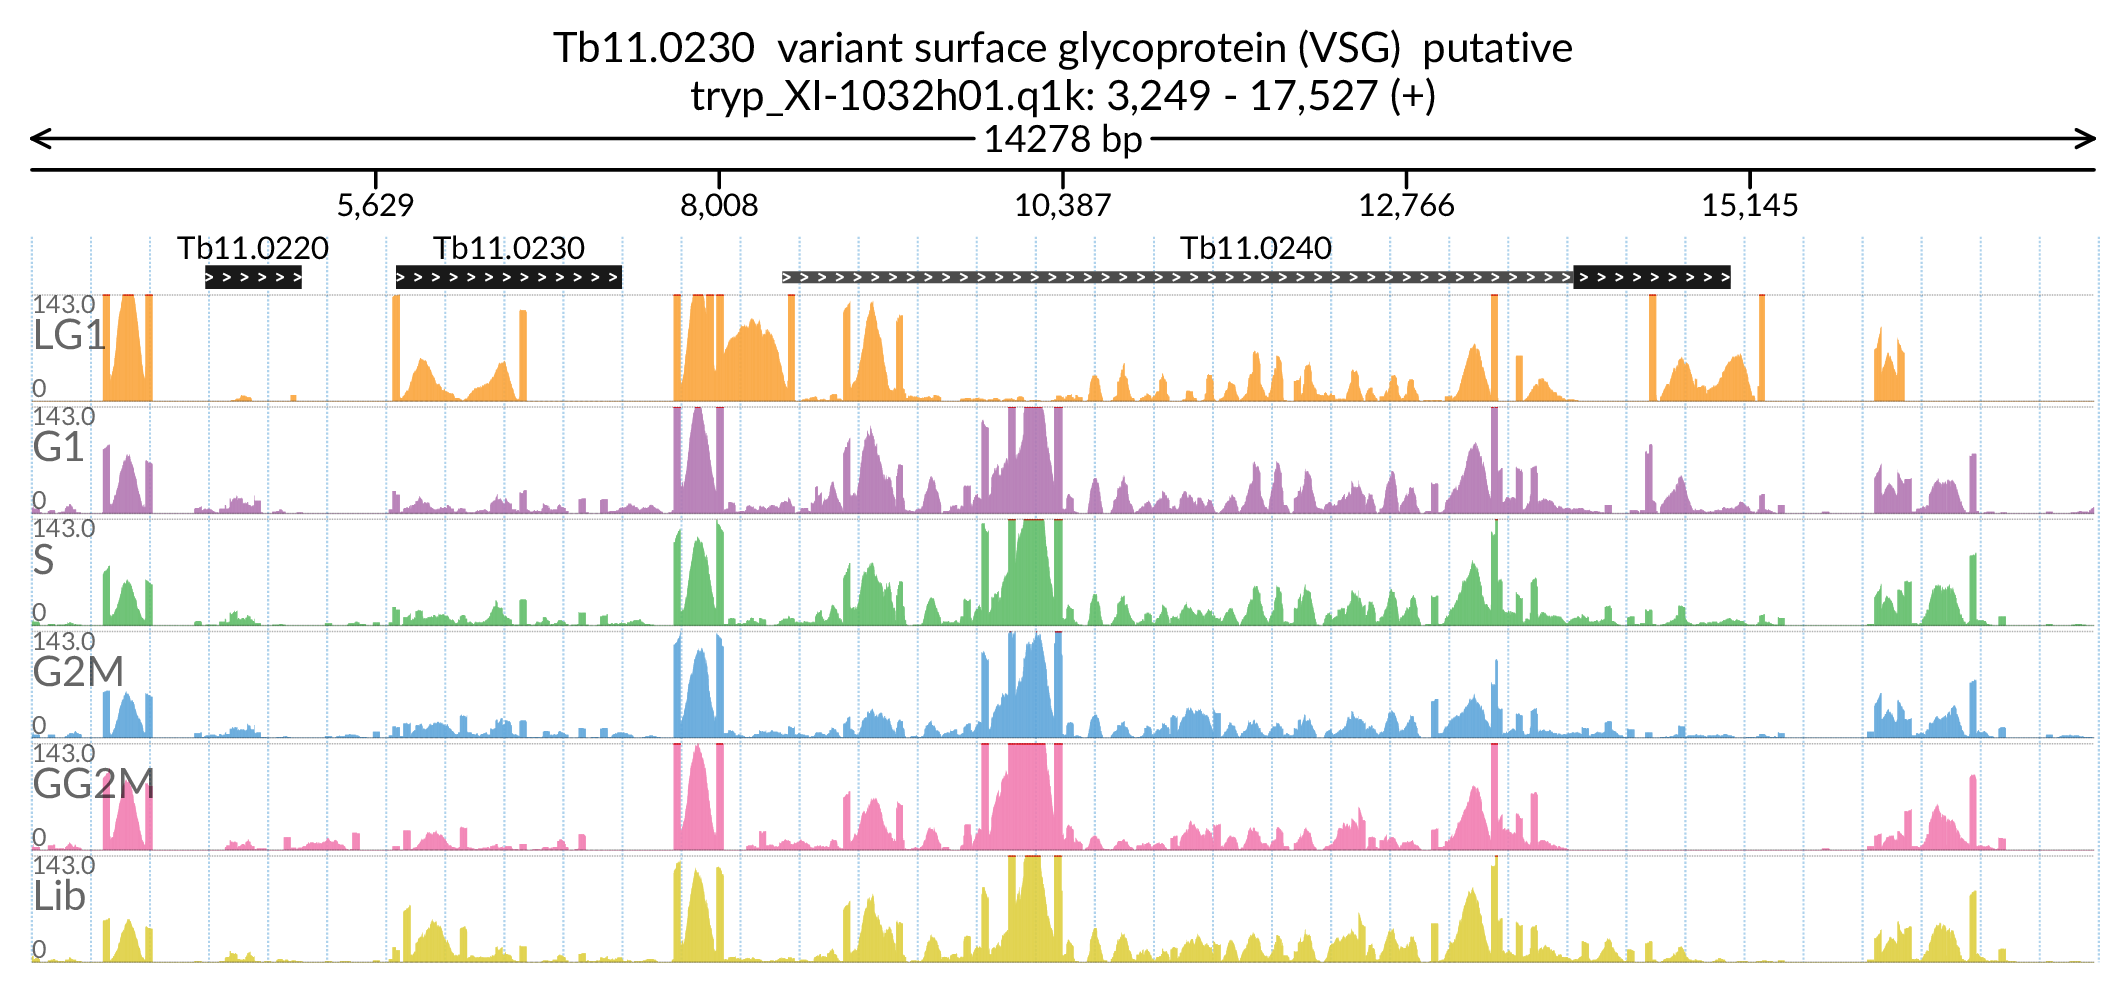 Tb11.0230  variant surface glycoprotein (VSG)  putative
tryp_XI-1032h01.q1k: 3,249 - 17,527 (+)
14278 bp
5,629 8,008 10,387 12,766 15,145
Tb11.0220 Tb11.0230 Tb11.0240
143.0
LG1
0
143.0
G1
0
143.0
S
0
143.0
G2M
0
143.0
GG2M
0
143.0
Lib
0